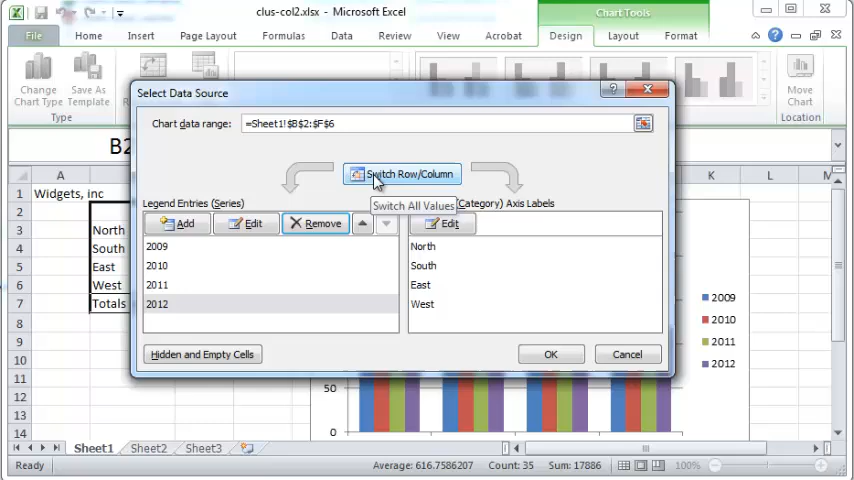 clus-col2.xlsx - Microsoft Excel
Chart Tools
File Home Insert Page Layout Formulas Data Review View Acrobat Design Layout Format
Change
Chart Type
Save As
Template
Move
Chart
Type
Location
Select Data Source
Chart data range: =Sheet1!$B$2:$F$6
Switch Row/Column
Switch All Values
Legend Entries (Series)
(Category) Axis Labels
Add Edit Remove
Edit
2009
2010
2011
2012
North
South
East
West
Hidden and Empty Cells
OK Cancel
A K L
1 Widgets, inc
2
3 North
4 South
5 East
6 West
7 Totals
8
9
10
11
12
13
14
2009
2010
2011
2012
50
0
Sheet1 Sheet2 Sheet3
Ready Average: 616.7586207 Count: 35 Sum: 17886 100%